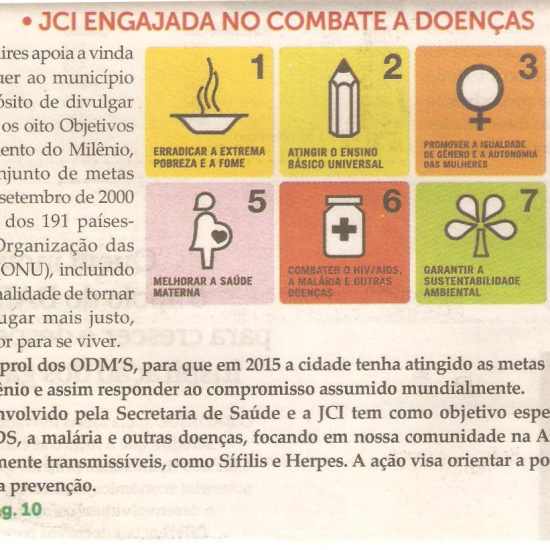 • JCI ENGAJADA NO COMBATE A DOENÇAS
ires apoia a vinda
uer ao município
ósito de divulgar
os oito Objetivos
mento do Milênio,
njunto de metas
setembro de 2000
dos 191 países-
Organização das
(ONU), incluindo
nalidade de tornar
ugar mais justo,
or para se viver.
1
ERRADICAR A EXTREMA
POBREZA E A FOME
2
ATINGIR O ENSINO
BÁSICO UNIVERSAL
3
PROMOVER A IGUALDADE
DE GÊNERO E A AUTONOMIA
DAS MULHERES
5
MELHORAR A SAÚDE
MATERNA
6
COMBATER O HIV/AIDS,
A MALÁRIA E OUTRAS
DOENÇAS
7
GARANTIR A
SUSTENTABILIDADE
AMBIENTAL
prol dos ODM'S, para que em 2015 a cidade tenha atingido as metas
ênio e assim responder ao compromisso assumido mundialmente.
nvolvido pela Secretaria de Saúde e a JCI tem como objetivo espe
DS, a malária e outras doenças, focando em nossa comunidade na A
mente transmissíveis, como Sífilis e Herpes. A ação visa orientar a po
a prevenção.
g. 10